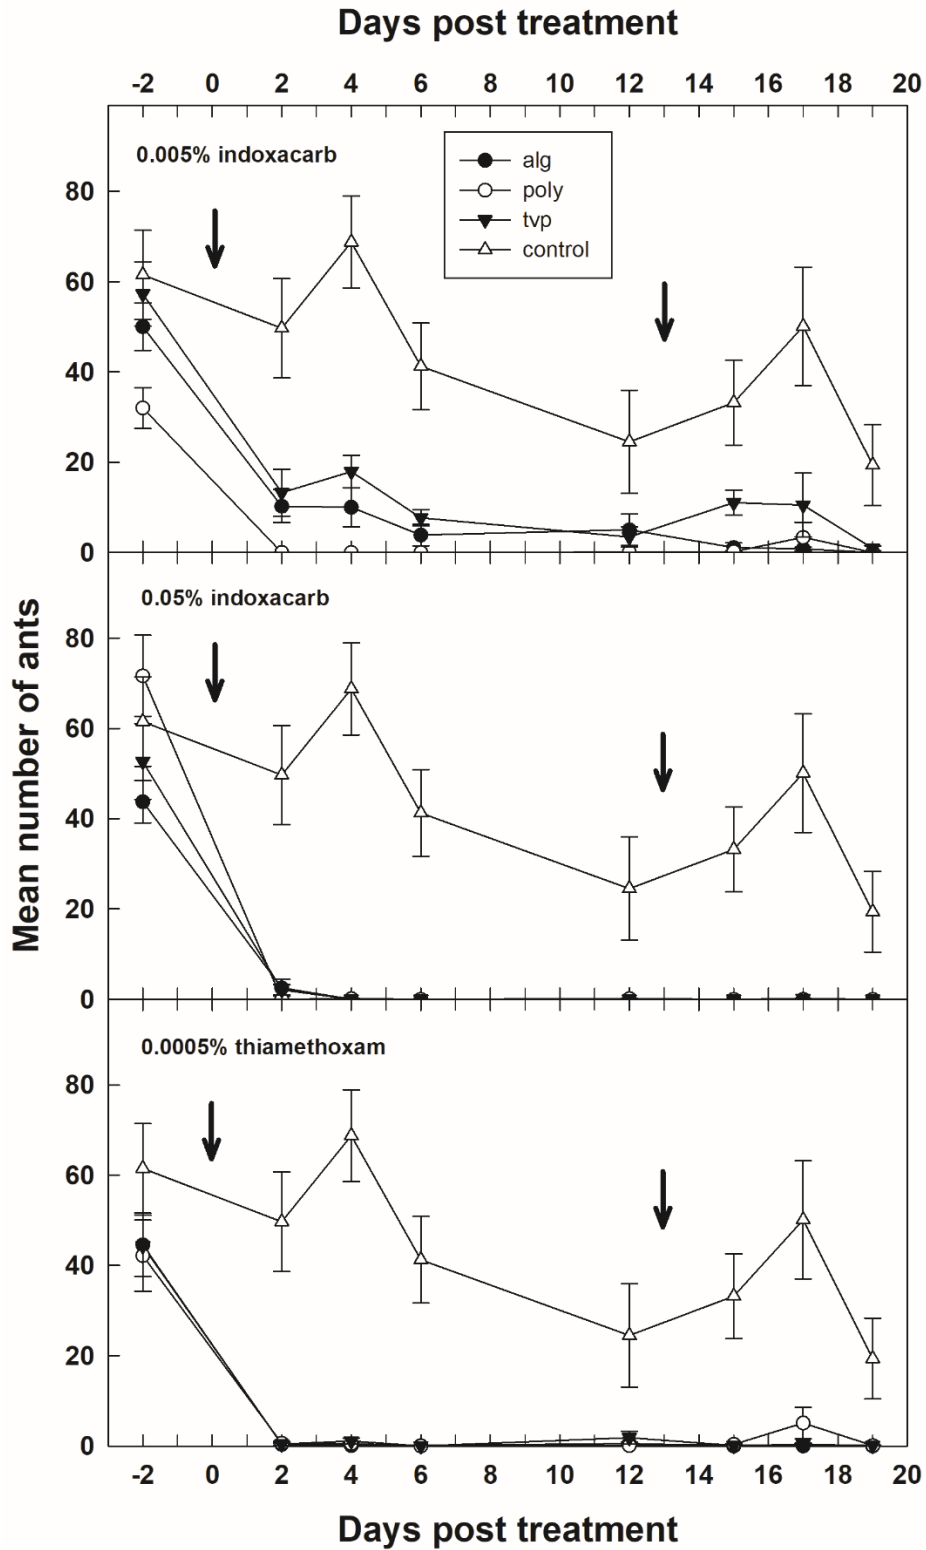 Days post treatment
-2 0 2 4 6 8 10 12 14 16 18 20
0.005% indoxacarb
alg
poly
tvp
control
80
60
40
20
0
0.05% indoxacarb
80
60
40
20
0
Mean number of ants
0.0005% thiamethoxam
80
60
40
20
0
-2 0 2 4 6 8 10 12 14 16 18 20
Days post treatment